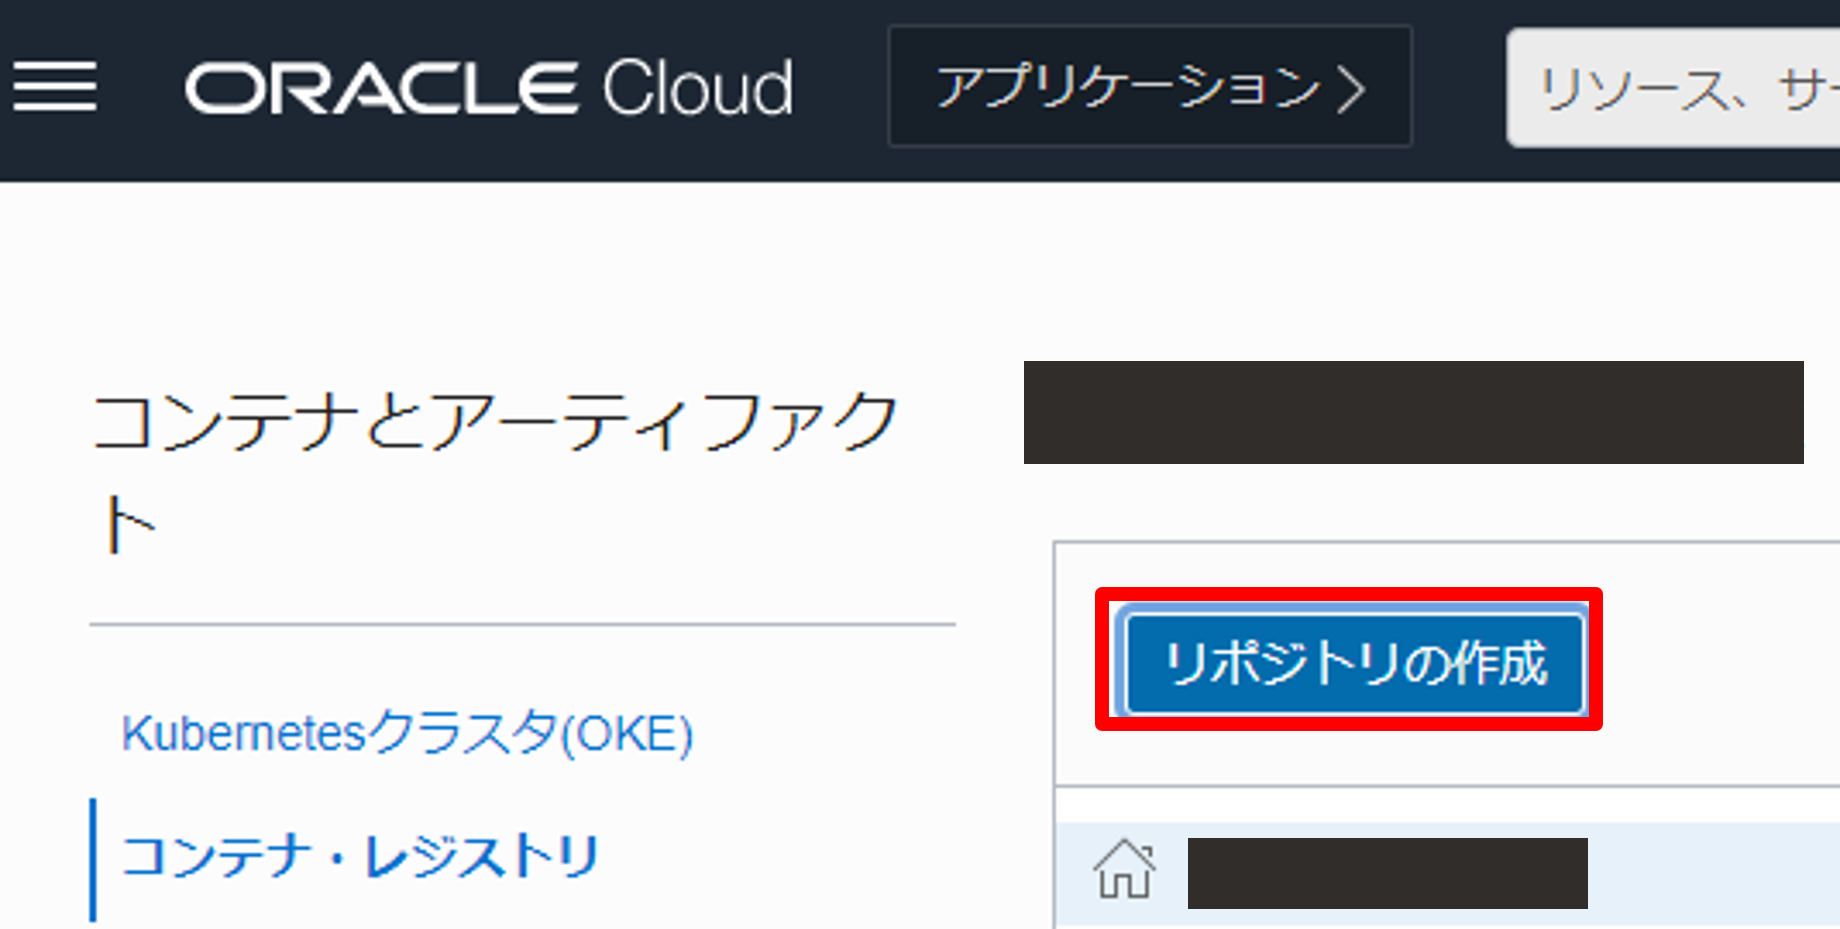 ORACLE Cloud
アプリケーション
リソース、サ
コンテナとアーティファク
ト
リポジトリの作成
Kubernetesクラスタ(OKE)
コンテナ・レジストリ